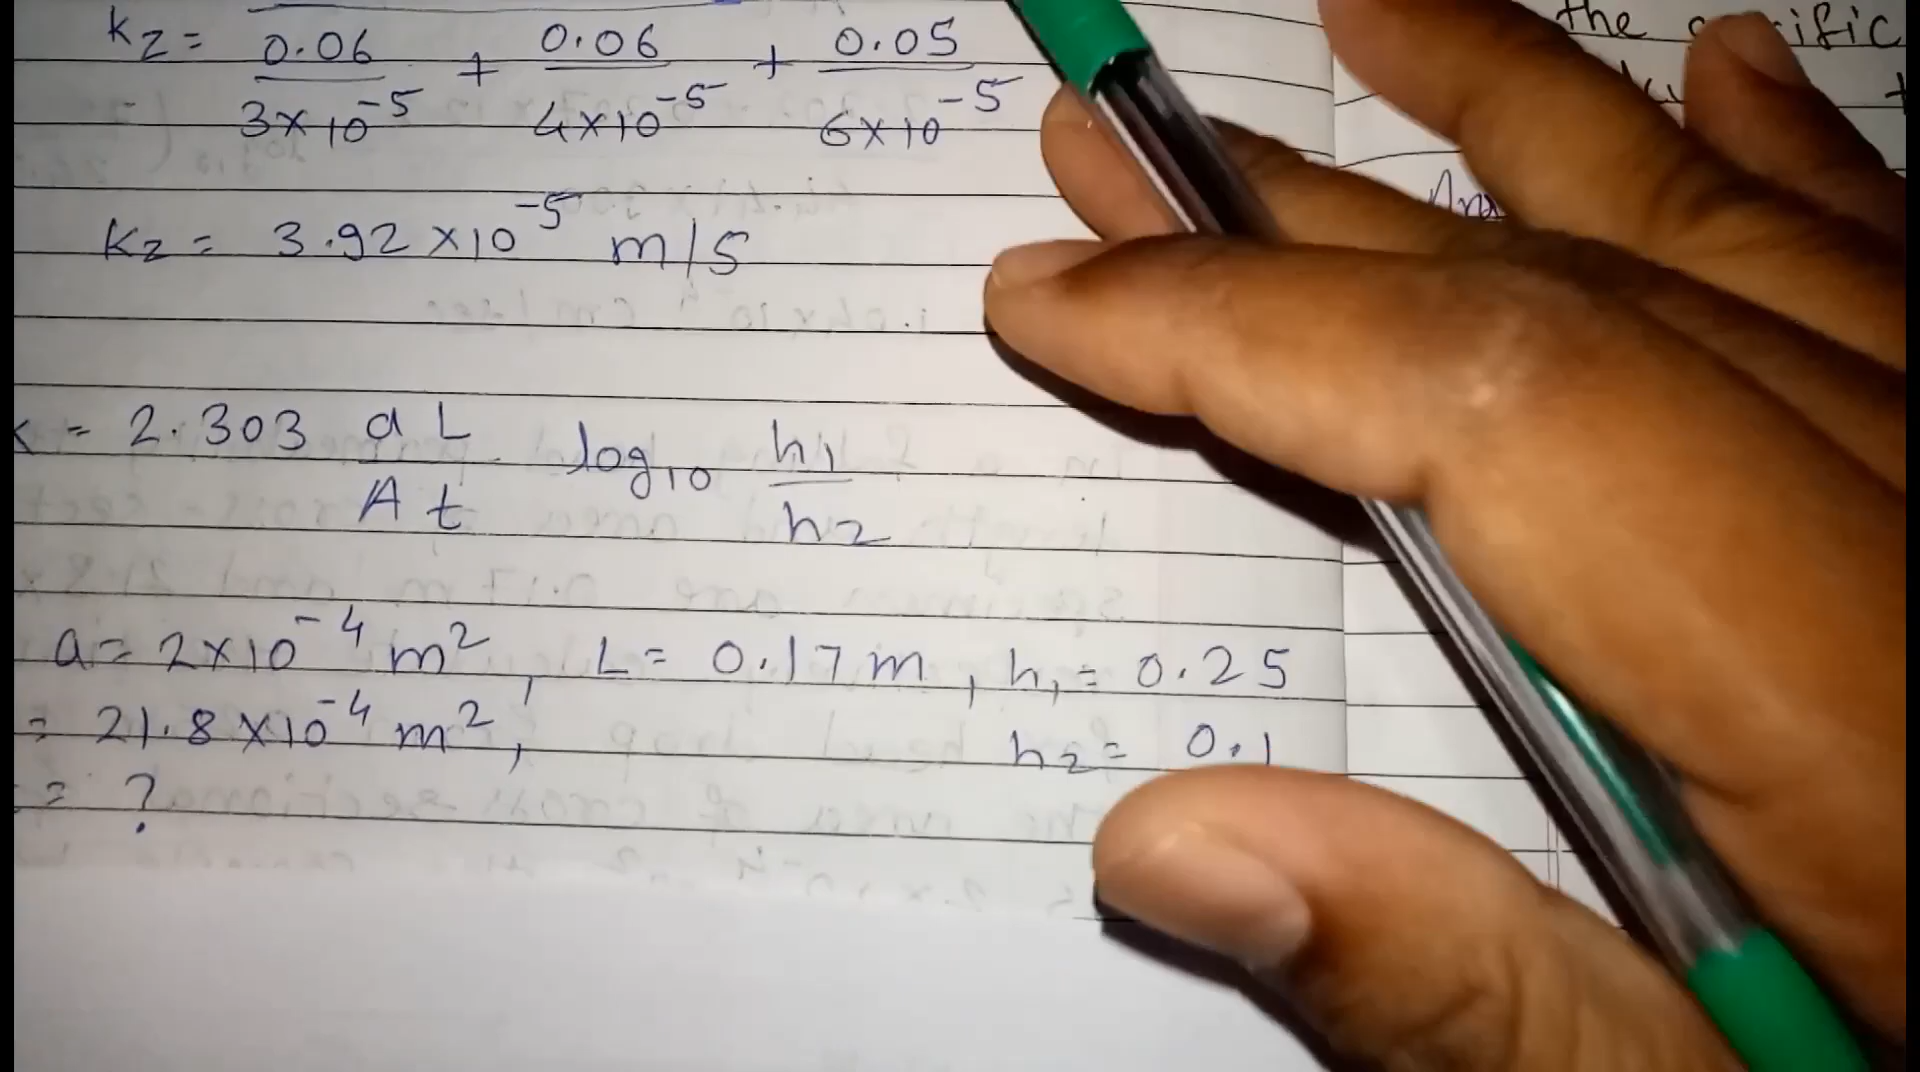 kz = 0.06 / 3×10^-5 + 0.06 / 4×10^-5 + 0.05 / 6×10^-5
kz = 3.92 ×10^-5 m/s
= 2.303 a L / A t log10 h1 / h2
a = 2×10^-4 m², L = 0.17 m, h1 = 0.25
= 21.8×10^-4 m², h2 = 0.1
= ?
the
Ans